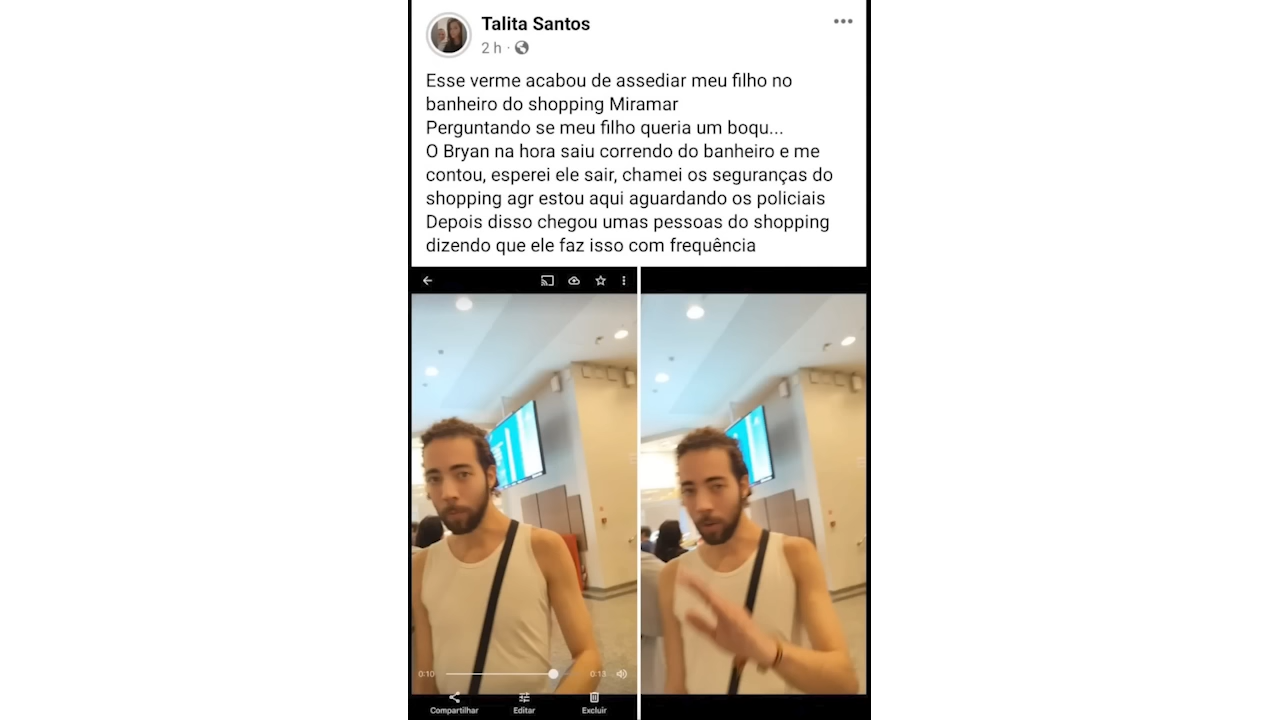 Talita Santos
2 h ·
Esse verme acabou de assediar meu filho no
banheiro do shopping Miramar
Perguntando se meu filho queria um boqu...
O Bryan na hora saiu correndo do banheiro e me
contou, esperei ele sair, chamei os seguranças do
shopping agr estou aqui aguardando os policiais
Depois disso chegou umas pessoas do shopping
dizendo que ele faz isso com frequência
0:10
0:13
Compartilhar
Editar
Excluir